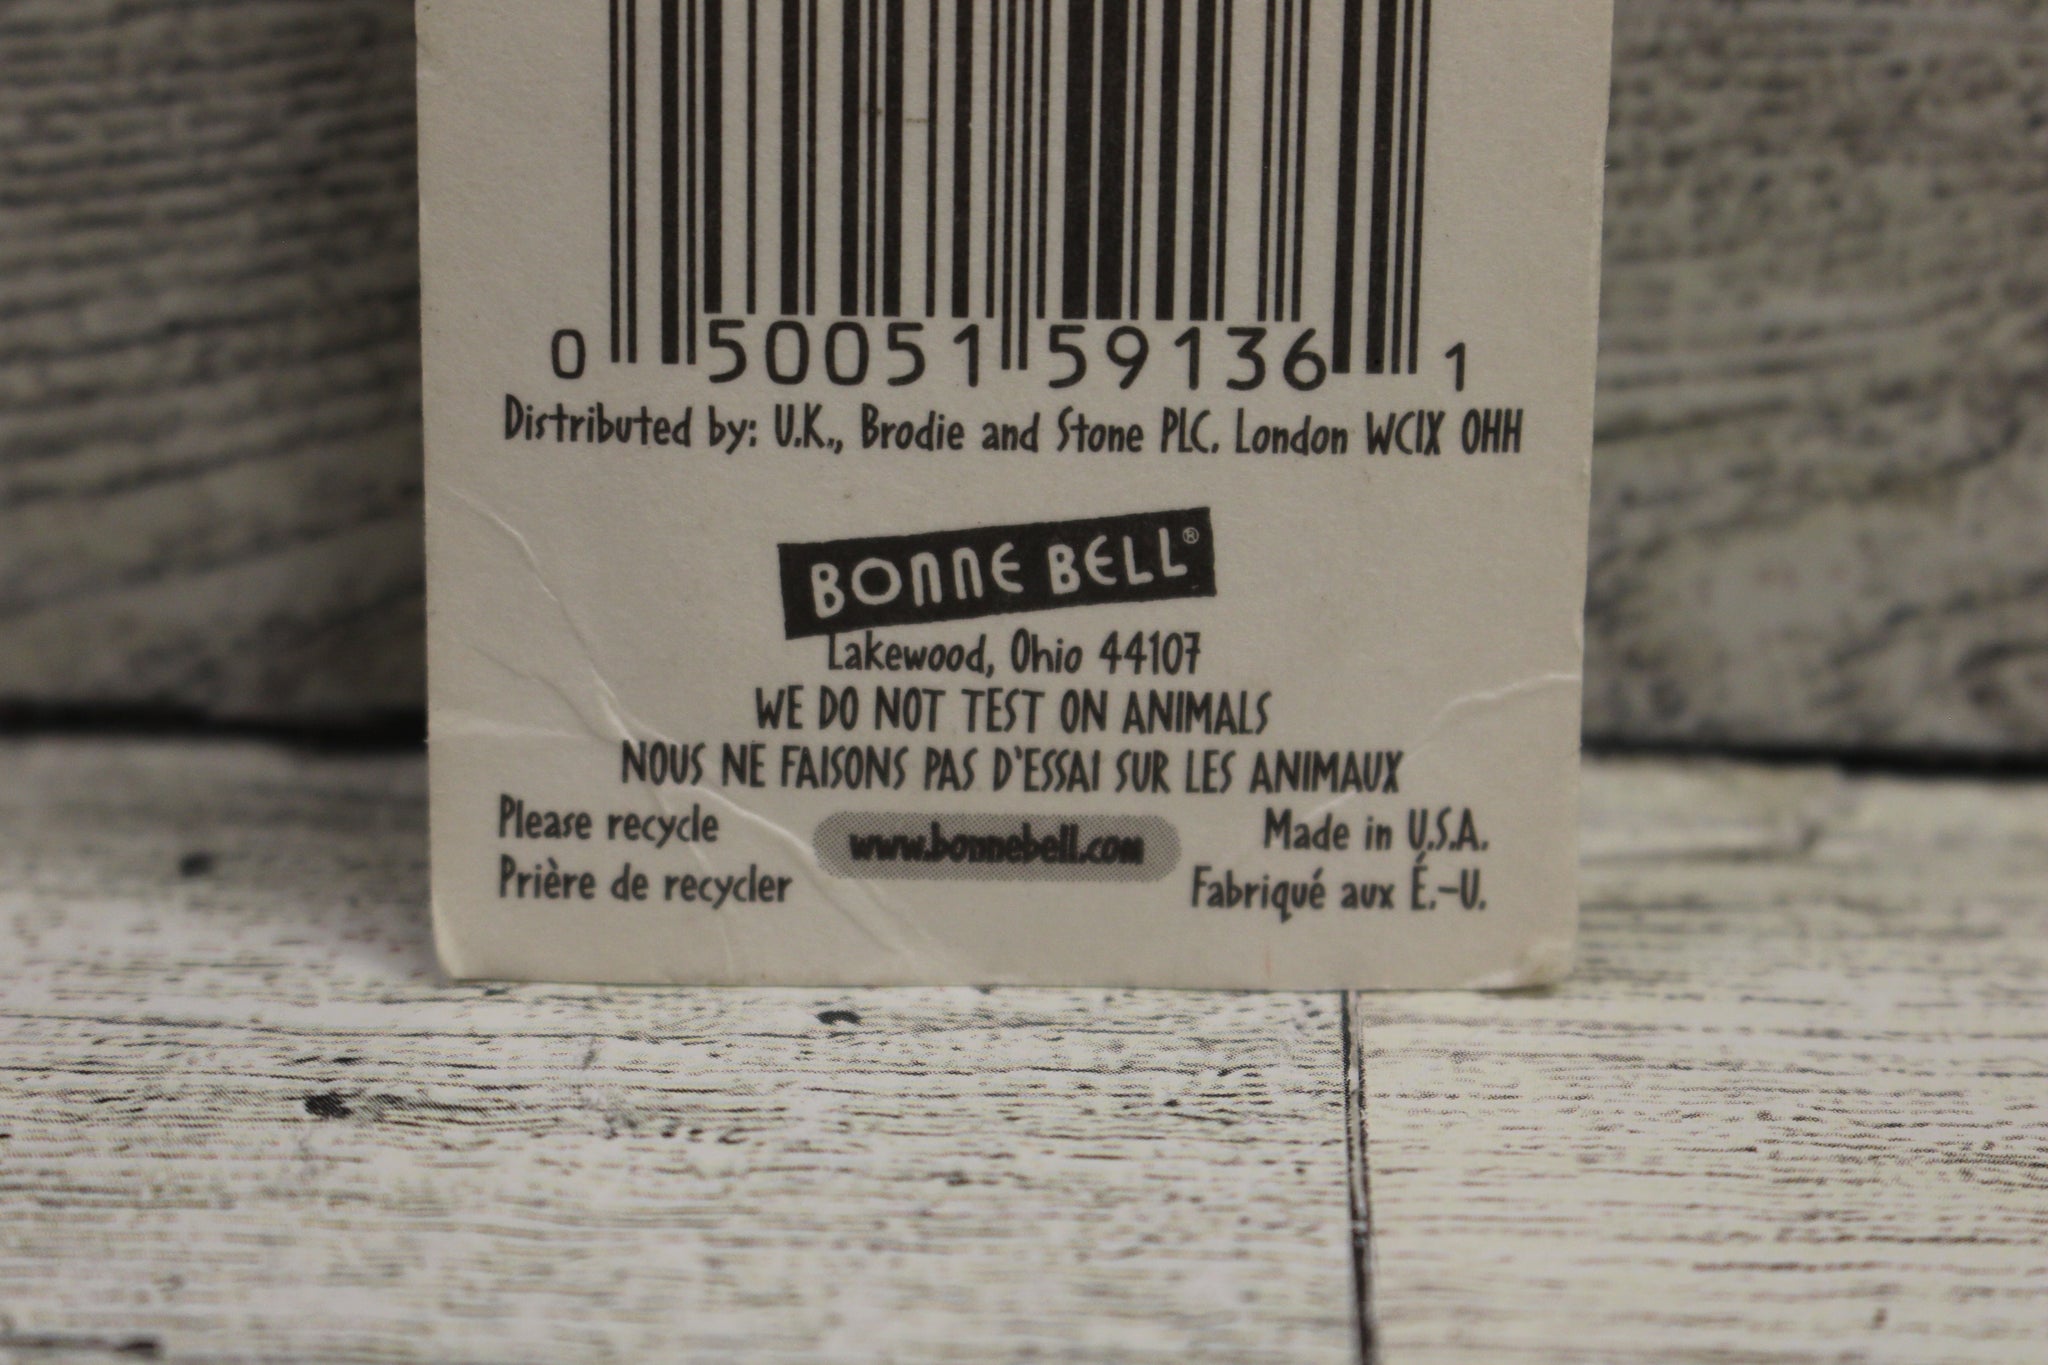 0 50051 59136 1
Distributed by: U.K., Brodie and Stone PLC. London WCIX OHH
BONNE BELL®
Lakewood, Ohio 44107
WE DO NOT TEST ON ANIMALS
NOUS NE FAISONS PAS D'ESSAI SUR LES ANIMAUX
Please recycle
Prière de recycler
www.bonnebell.com
Made in U.S.A.
Fabriqué aux É.-U.